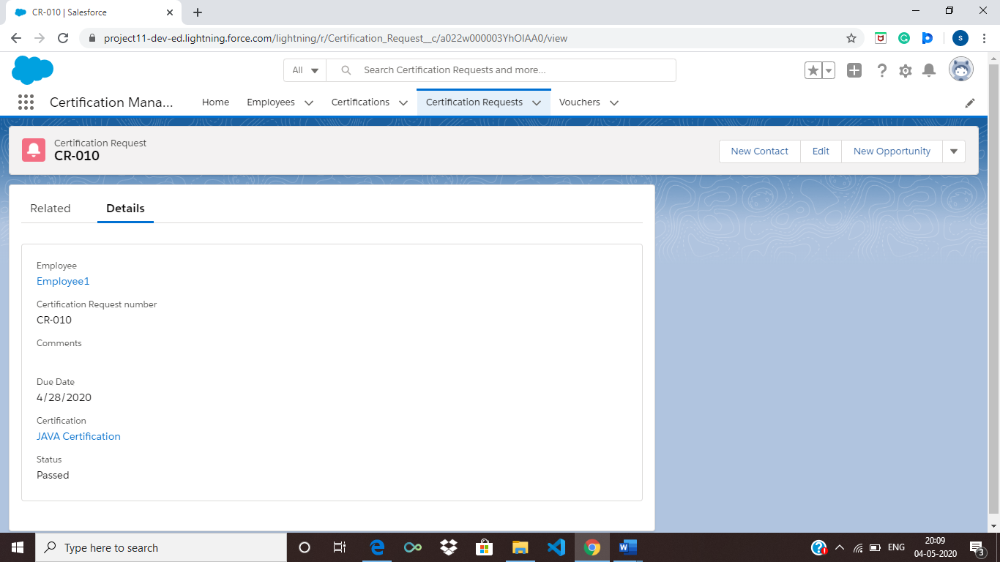 CR-010 | Salesforce
project11-dev-ed.lightning.force.com/lightning/r/Certification_Request__c/a022w000003YhOIAA0/view
S
All
Search Certification Requests and more...
Certification Mana...
Home
Employees
Certifications
Certification Requests
Vouchers
Certification Request
CR-010
New Contact
Edit
New Opportunity
Related
Details
Employee
Employee1
Certification Request number
CR-010
Comments
Due Date
4/28/2020
Certification
JAVA Certification
Status
Passed
Type here to search
ENG
20:09
04-05-2020
3